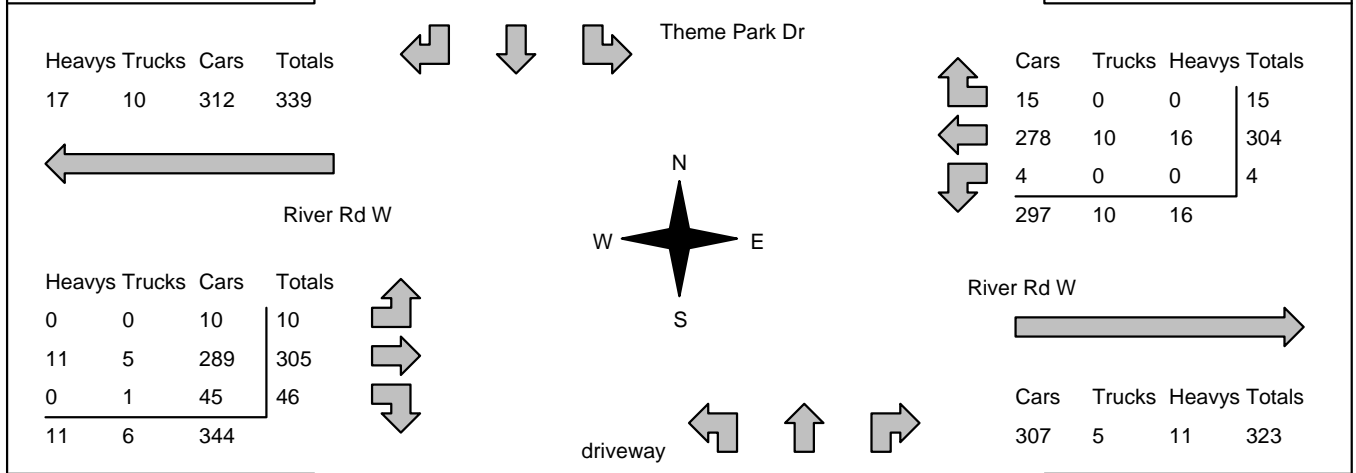 Theme Park Dr
Heavys Trucks Cars Totals
17 10 312 339
River Rd W
Heavys Trucks Cars Totals
0 0 10 10
11 5 289 305
0 1 45 46
11 6 344
N
W E
S
driveway
Cars Trucks Heavys Totals
15 0 0 15
278 10 16 304
4 0 0 4
297 10 16
River Rd W
Cars Trucks Heavys Totals
307 5 11 323